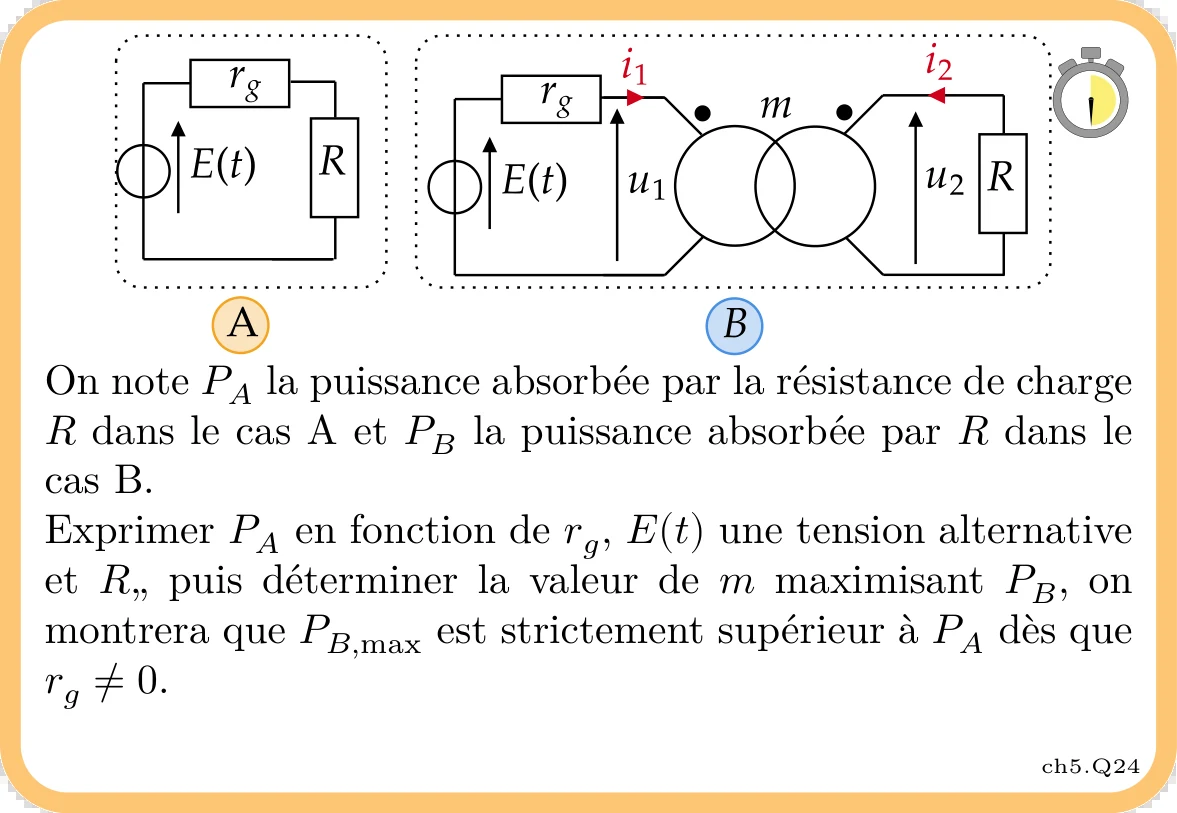 r_g
E(t)
R
i_1
i_2
r_g
m
E(t)
u_1
u_2
R
A
B
On note P_A la puissance absorbée par la résistance de charge
R dans le cas A et P_B la puissance absorbée par R dans le
cas B.
Exprimer P_A en fonction de r_g, E(t) une tension alternative
et R,, puis déterminer la valeur de m maximisant P_B, on
montrera que P_{B,max} est strictement supérieur à P_A dès que
r_g ≠ 0.
ch5.Q24